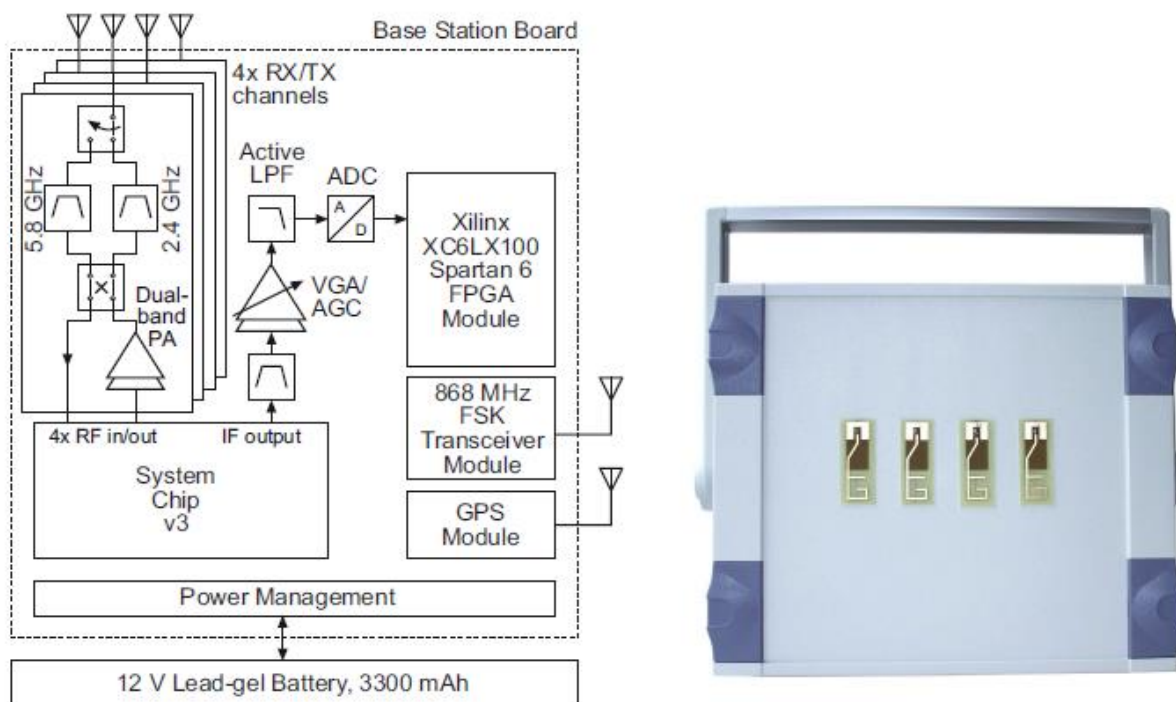 Base Station Board
4x RX/TX
channels
5.8 GHz
2.4 GHz
Dual-
band
PA
Active
LPF
ADC
A
D
VGA/
AGC
Xilinx
XC6LX100
Spartan 6
FPGA
Module
868 MHz
FSK
Transceiver
Module
GPS
Module
4x RF in/out
IF output
System
Chip
v3
Power Management
12 V Lead-gel Battery, 3300 mAh